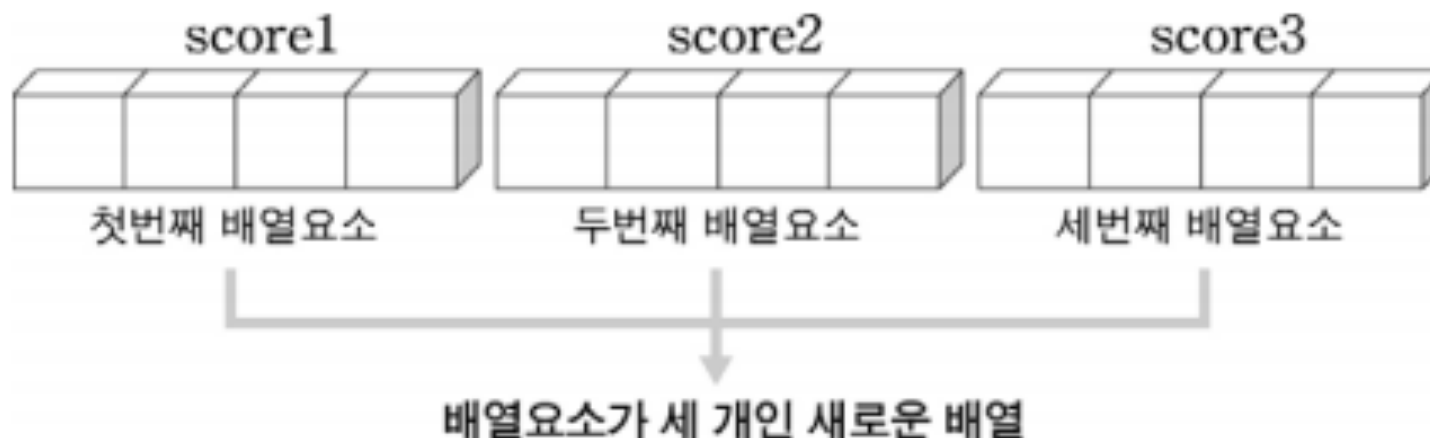 score1 score2 score3
첫번째 배열요소 두번째 배열요소 세번째 배열요소
배열요소가 세 개인 새로운 배열